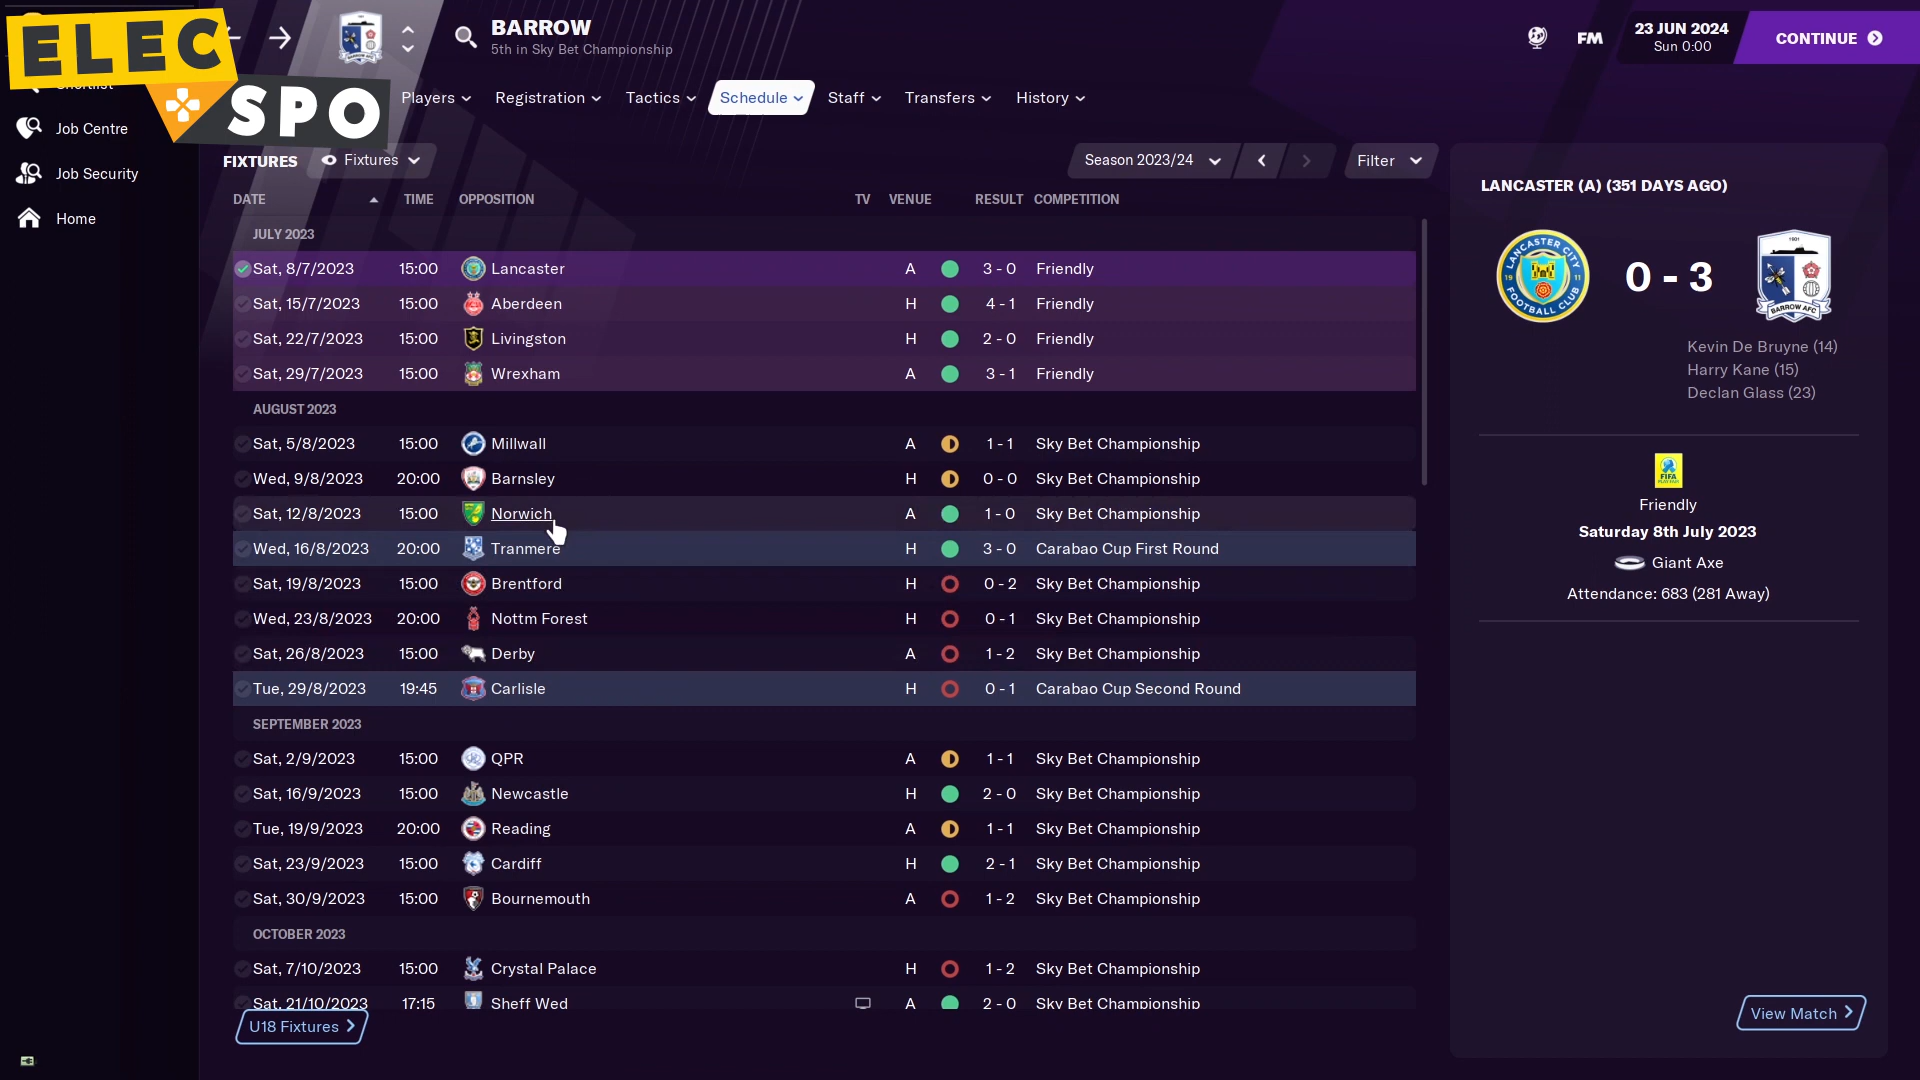 ELEC
SPO
BARROW
5th in Sky Bet Championship
FM
23 JUN 2024
Sun 0:00
CONTINUE
Players
Registration
Tactics
Schedule
Staff
Transfers
History
Shortlist
Job Centre
Job Security
Home
FIXTURES
Fixtures
Season 2023/24
Filter
DATE TIME OPPOSITION TV VENUE RESULT COMPETITION
JULY 2023
Sat, 8/7/2023 15:00 Lancaster A 3 - 0 Friendly
Sat, 15/7/2023 15:00 Aberdeen H 4 - 1 Friendly
Sat, 22/7/2023 15:00 Livingston H 2 - 0 Friendly
Sat, 29/7/2023 15:00 Wrexham A 3 - 1 Friendly
AUGUST 2023
Sat, 5/8/2023 15:00 Millwall A 1 - 1 Sky Bet Championship
Wed, 9/8/2023 20:00 Barnsley H 0 - 0 Sky Bet Championship
Sat, 12/8/2023 15:00 Norwich A 1 - 0 Sky Bet Championship
Wed, 16/8/2023 20:00 Tranmere H 3 - 0 Carabao Cup First Round
Sat, 19/8/2023 15:00 Brentford H 0 - 2 Sky Bet Championship
Wed, 23/8/2023 20:00 Nottm Forest H 0 - 1 Sky Bet Championship
Sat, 26/8/2023 15:00 Derby A 1 - 2 Sky Bet Championship
Tue, 29/8/2023 19:45 Carlisle H 0 - 1 Carabao Cup Second Round
SEPTEMBER 2023
Sat, 2/9/2023 15:00 QPR A 1 - 1 Sky Bet Championship
Sat, 16/9/2023 15:00 Newcastle H 2 - 0 Sky Bet Championship
Tue, 19/9/2023 20:00 Reading A 1 - 1 Sky Bet Championship
Sat, 23/9/2023 15:00 Cardiff H 2 - 1 Sky Bet Championship
Sat, 30/9/2023 15:00 Bournemouth A 1 - 2 Sky Bet Championship
OCTOBER 2023
Sat, 7/10/2023 15:00 Crystal Palace H 1 - 2 Sky Bet Championship
Sat, 21/10/2023 17:15 Sheff Wed A 2 - 0 Sky Bet Championship
U18 Fixtures
LANCASTER (A) (351 DAYS AGO)
LANCASTER CITY
19 11
FOOTBALL CLUB
0 - 3
1901
BARROW AFC
Kevin De Bruyne (14)
Harry Kane (15)
Declan Glass (23)
FIFA
Friendly
Saturday 8th July 2023
Giant Axe
Attendance: 683 (281 Away)
View Match